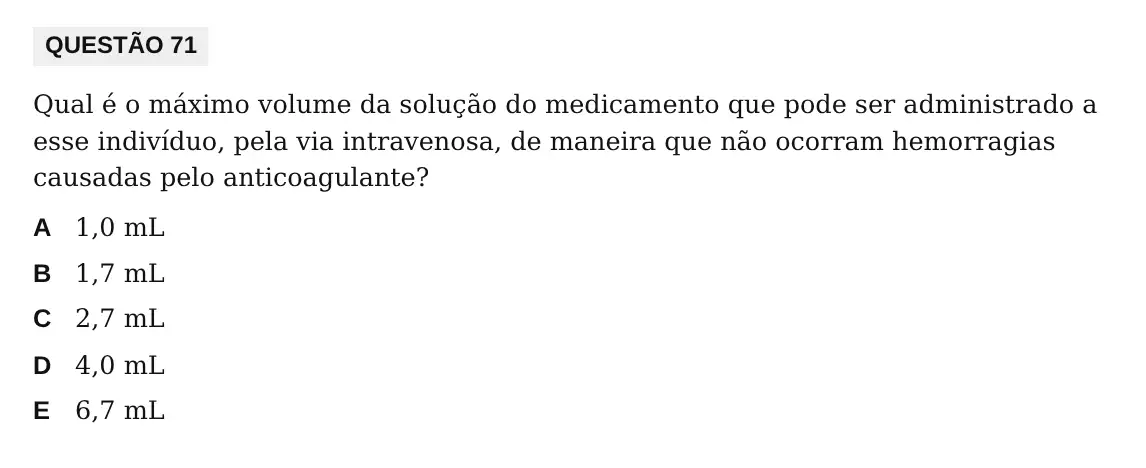 QUESTÃO 71
Qual é o máximo volume da solução do medicamento que pode ser administrado a
esse indivíduo, pela via intravenosa, de maneira que não ocorram hemorragias
causadas pelo anticoagulante?
A 1,0 mL
B 1,7 mL
C 2,7 mL
D 4,0 mL
E 6,7 mL